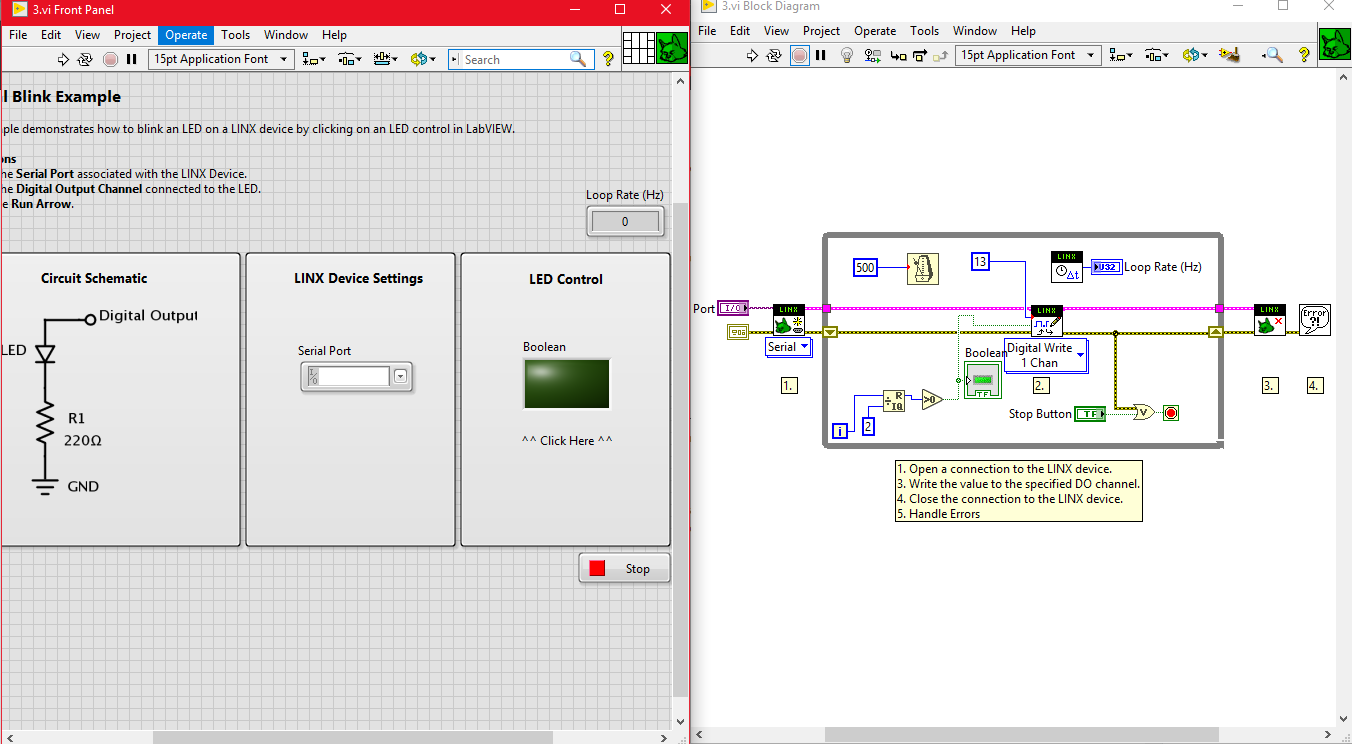 3.vi Front Panel
File Edit View Project Operate Tools Window Help
15pt Application Font
Search
l Blink Example
ple demonstrates how to blink an LED on a LINX device by clicking on an LED control in LabVIEW.
ons
he Serial Port associated with the LINX Device.
he Digital Output Channel connected to the LED.
e Run Arrow.
Loop Rate (Hz)
0
Circuit Schematic
Digital Output
LED
R1
220Ω
GND
LINX Device Settings
Serial Port
I/O
LED Control
Boolean
^^ Click Here ^^
Stop
3.vi Block Diagram
File Edit View Project Operate Tools Window Help
15pt Application Font
500
13
LINX
Δt
U32
Loop Rate (Hz)
Port
I/O
LINX
LINX
LINX
Error
?!
Serial
Boolean
TF
Digital Write
1 Chan
1.
2.
3.
4.
R
IQ
>0
i
2
Stop Button
TF
V
1. Open a connection to the LINX device.
3. Write the value to the specified DO channel.
4. Close the connection to the LINX device.
5. Handle Errors